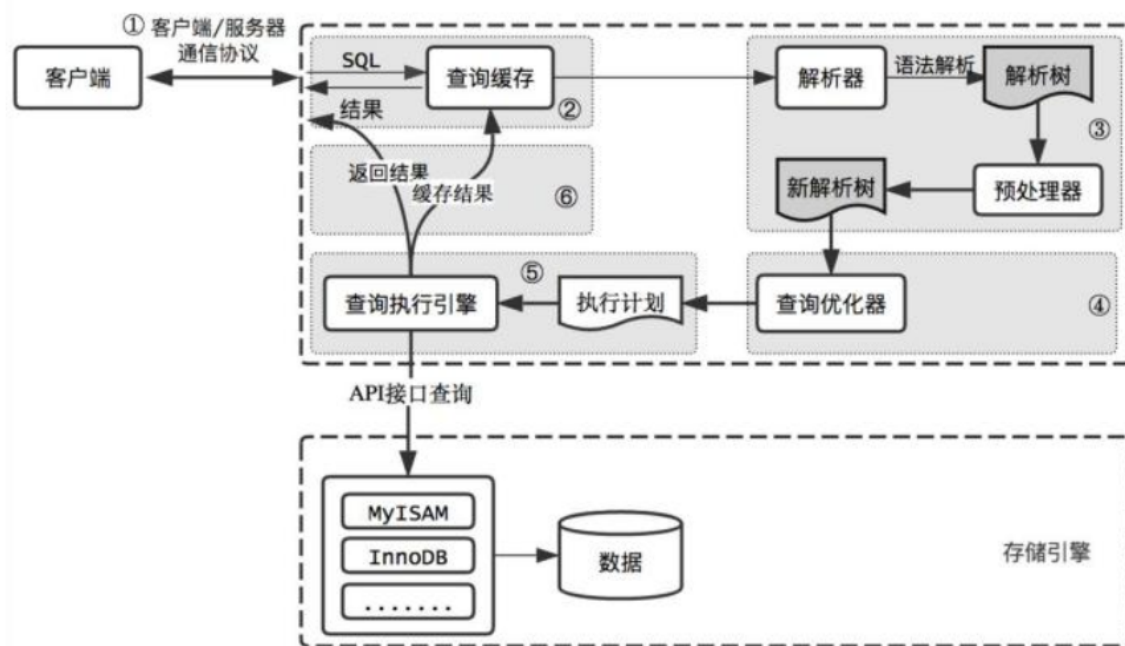 ① 客户端/服务器
通信协议
客户端
SQL
结果
查询缓存
②
解析器
语法解析
解析树
③
返回结果
缓存结果
⑥
新解析树
预处理器
查询执行引擎
⑤
执行计划
查询优化器
④
API接口查询
MyISAM
InnoDB
.......
数据
存储引擎